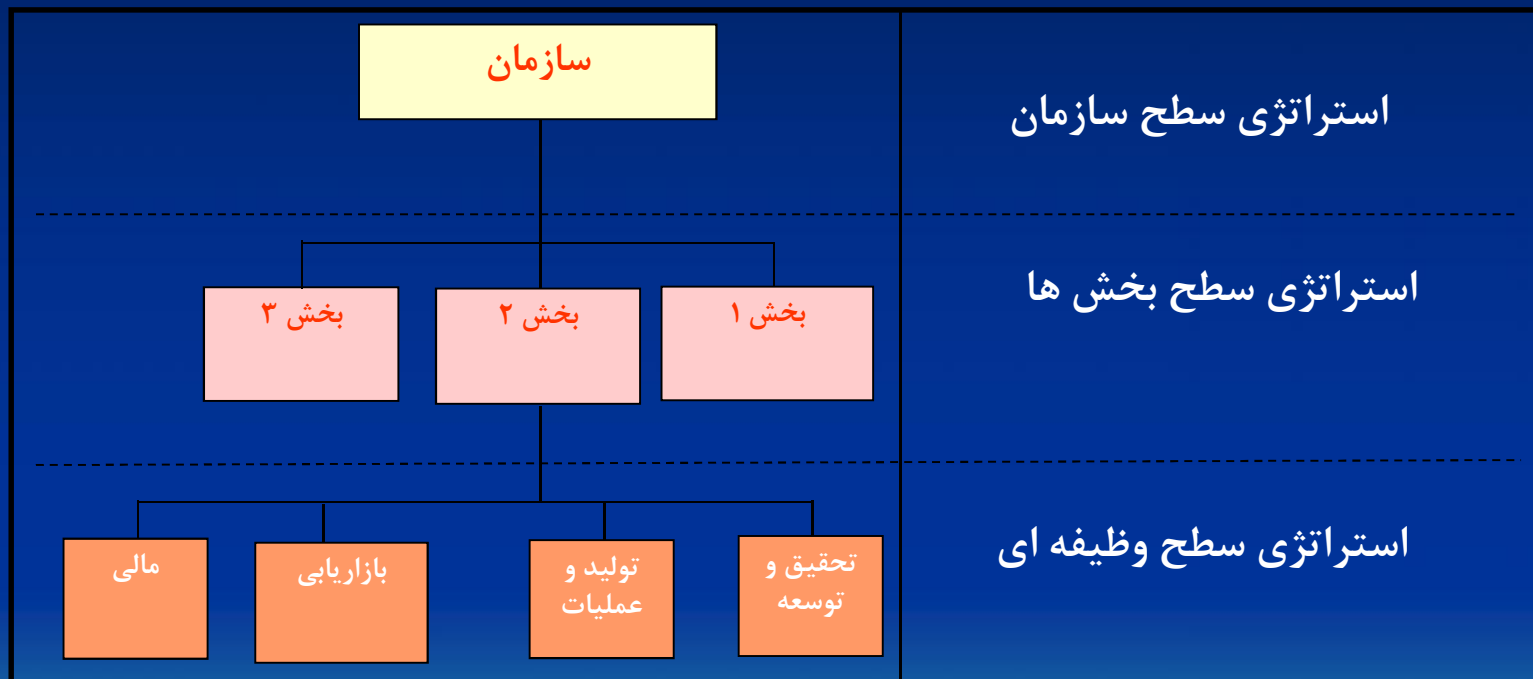 استراتژی سطح سازمان
سازمان
استراتژی سطح بخش ها
بخش ۱
بخش ۲
بخش ۳
استراتژی سطح وظیفه ای
تحقیق و
توسعه
تولید و
عملیات
بازاریابی
مالی